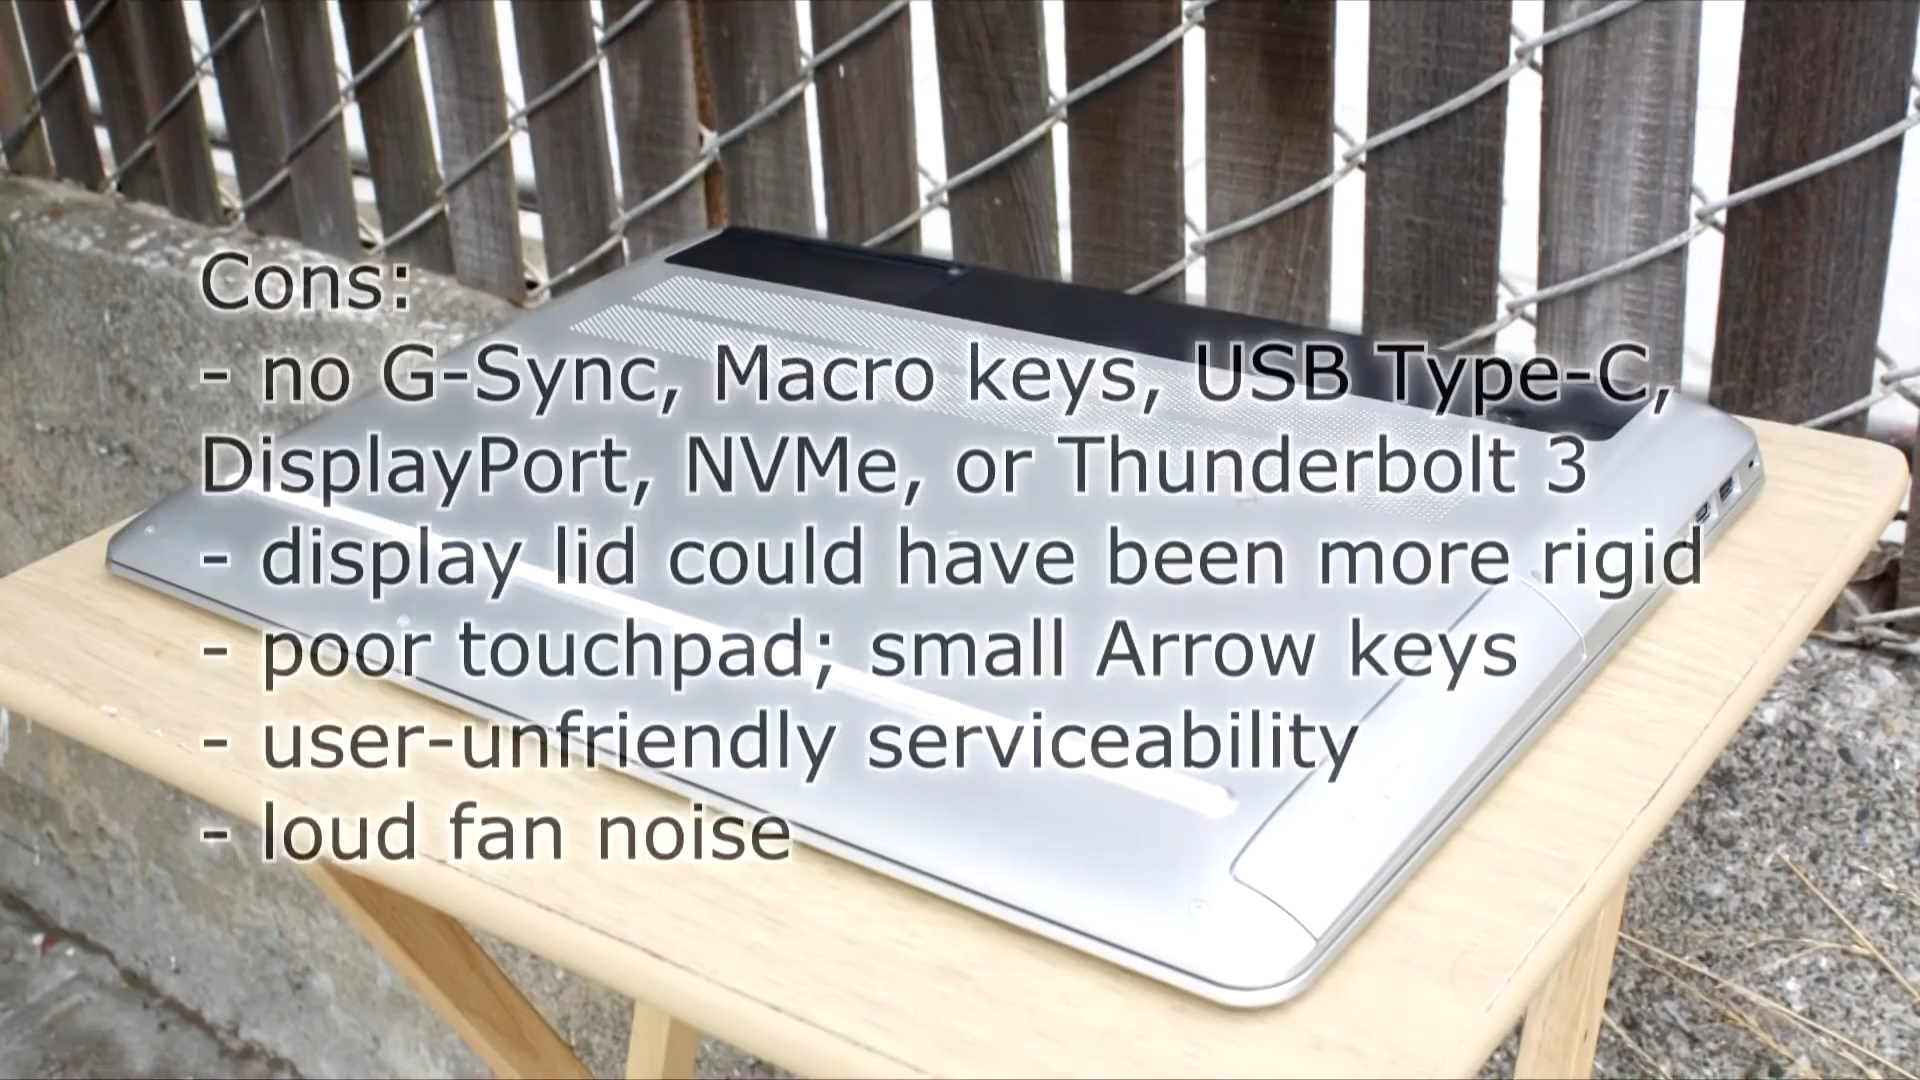 Cons:
- no G-Sync, Macro keys, USB Type-C,
DisplayPort, NVMe, or Thunderbolt 3
- display lid could have been more rigid
- poor touchpad; small Arrow keys
- user-unfriendly serviceability
- loud fan noise